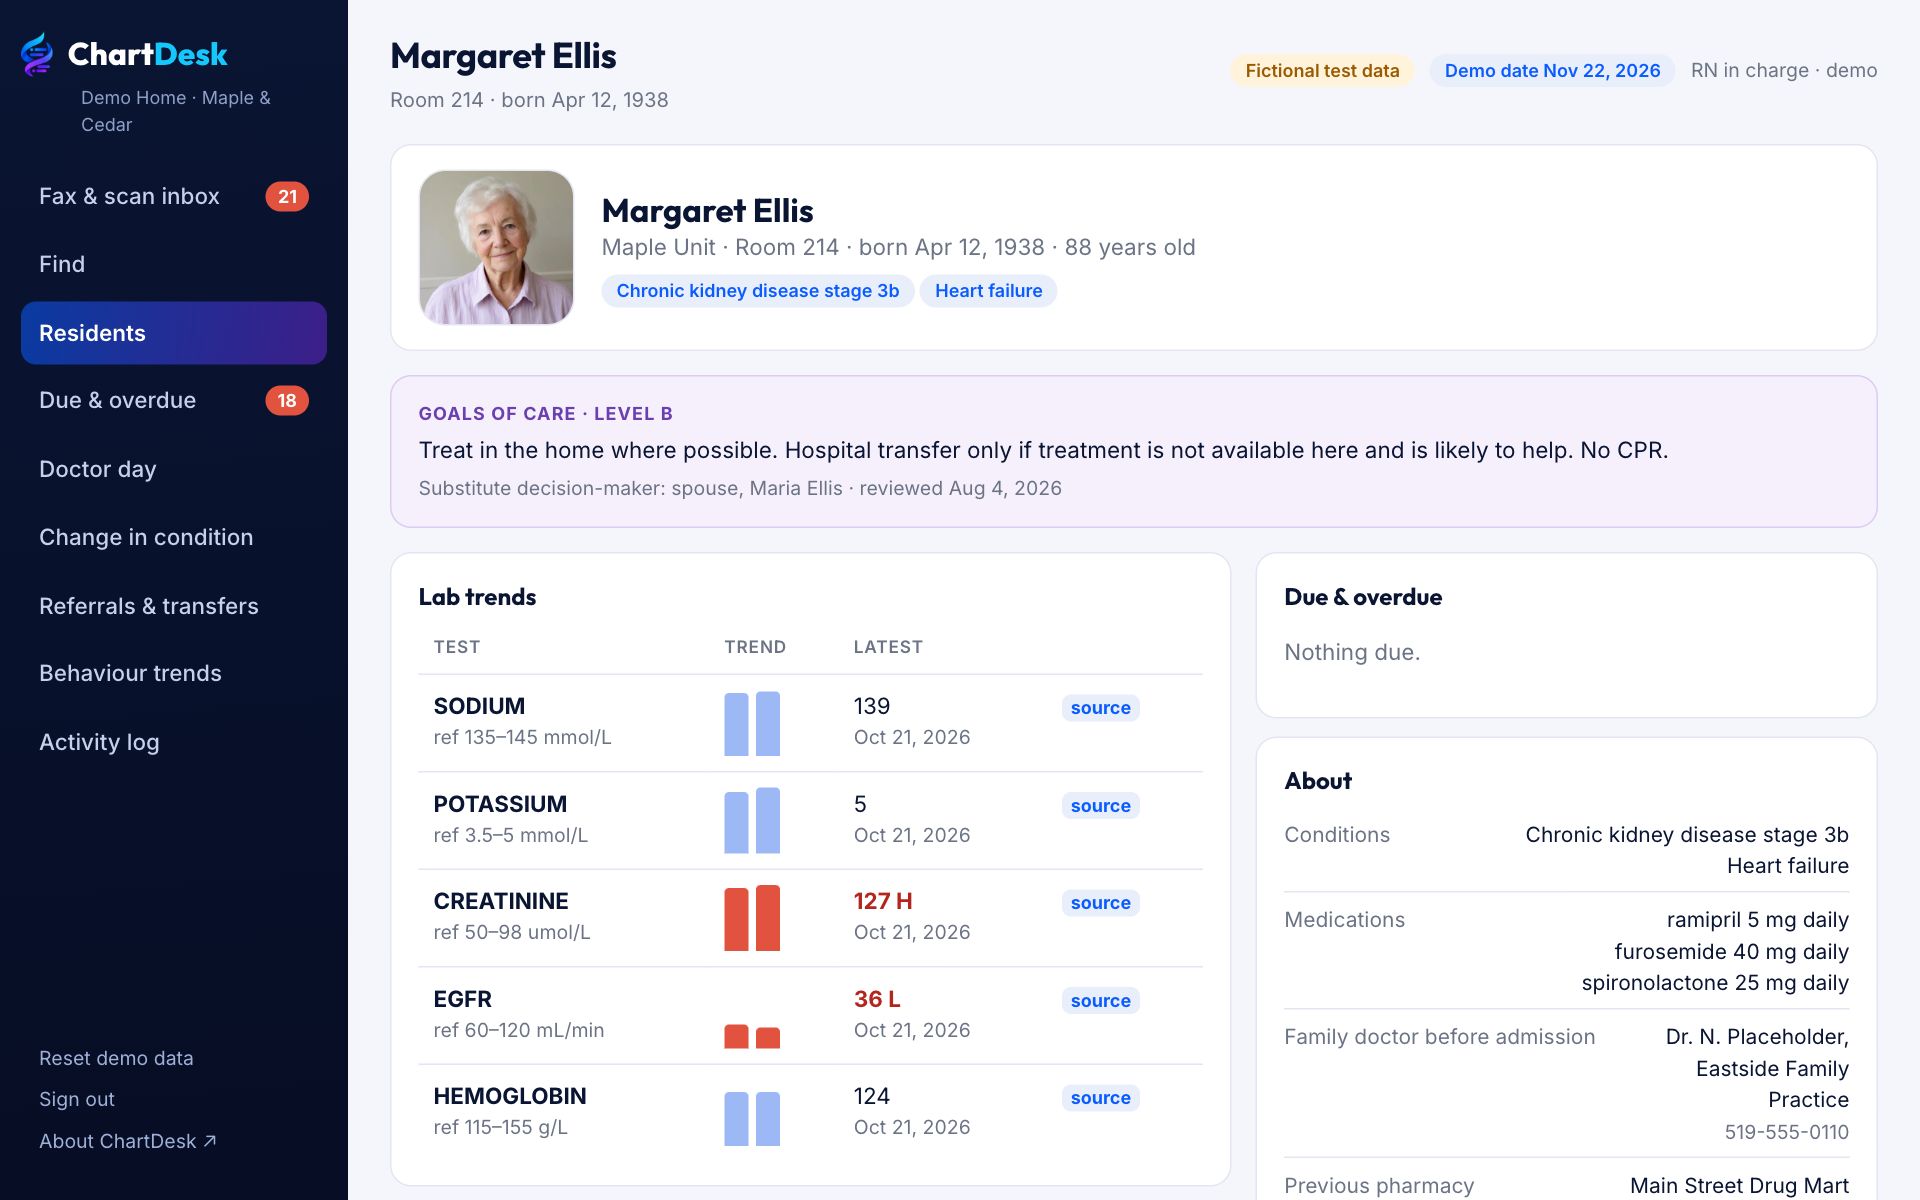 ChartDesk
Demo Home · Maple &
Cedar
Fax & scan inbox 21
Find
Residents
Due & overdue 18
Doctor day
Change in condition
Referrals & transfers
Behaviour trends
Activity log
Reset demo data
Sign out
About ChartDesk ↗
Margaret Ellis
Room 214 · born Apr 12, 1938
Fictional test data
Demo date Nov 22, 2026
RN in charge · demo
Margaret Ellis
Maple Unit · Room 214 · born Apr 12, 1938 · 88 years old
Chronic kidney disease stage 3b
Heart failure
GOALS OF CARE · LEVEL B
Treat in the home where possible. Hospital transfer only if treatment is not available here and is likely to help. No CPR.
Substitute decision-maker: spouse, Maria Ellis · reviewed Aug 4, 2026
Lab trends
TEST TREND LATEST
SODIUM 139 source
ref 135–145 mmol/L Oct 21, 2026
POTASSIUM 5 source
ref 3.5–5 mmol/L Oct 21, 2026
CREATININE 127 H source
ref 50–98 umol/L Oct 21, 2026
EGFR 36 L source
ref 60–120 mL/min Oct 21, 2026
HEMOGLOBIN 124 source
ref 115–155 g/L Oct 21, 2026
Due & overdue
Nothing due.
About
Conditions Chronic kidney disease stage 3b
Heart failure
Medications ramipril 5 mg daily
furosemide 40 mg daily
spironolactone 25 mg daily
Family doctor before admission Dr. N. Placeholder,
Eastside Family
Practice
519-555-0110
Previous pharmacy Main Street Drug Mart